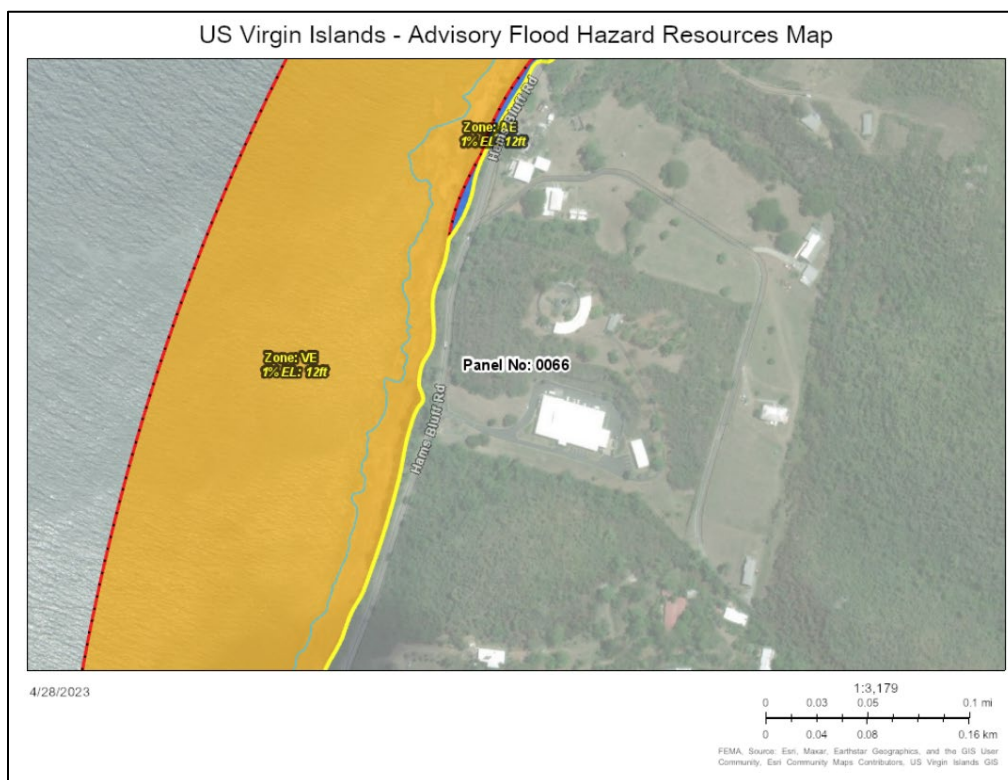 US Virgin Islands - Advisory Flood Hazard Resources Map
Hams Bluff Rd
Zone: AE
1% EL: 12ft
Zone: VE
1% EL: 12ft
Panel No: 0066
Hams Bluff Rd
4/28/2023
1:3,179
0 0.03 0.05 0.1 mi
0 0.04 0.08 0.16 km
FEMA, Source: Esri, Maxar, Earthstar Geographics, and the GIS User
Community, Esri Community Maps Contributors, US Virgin Islands GIS